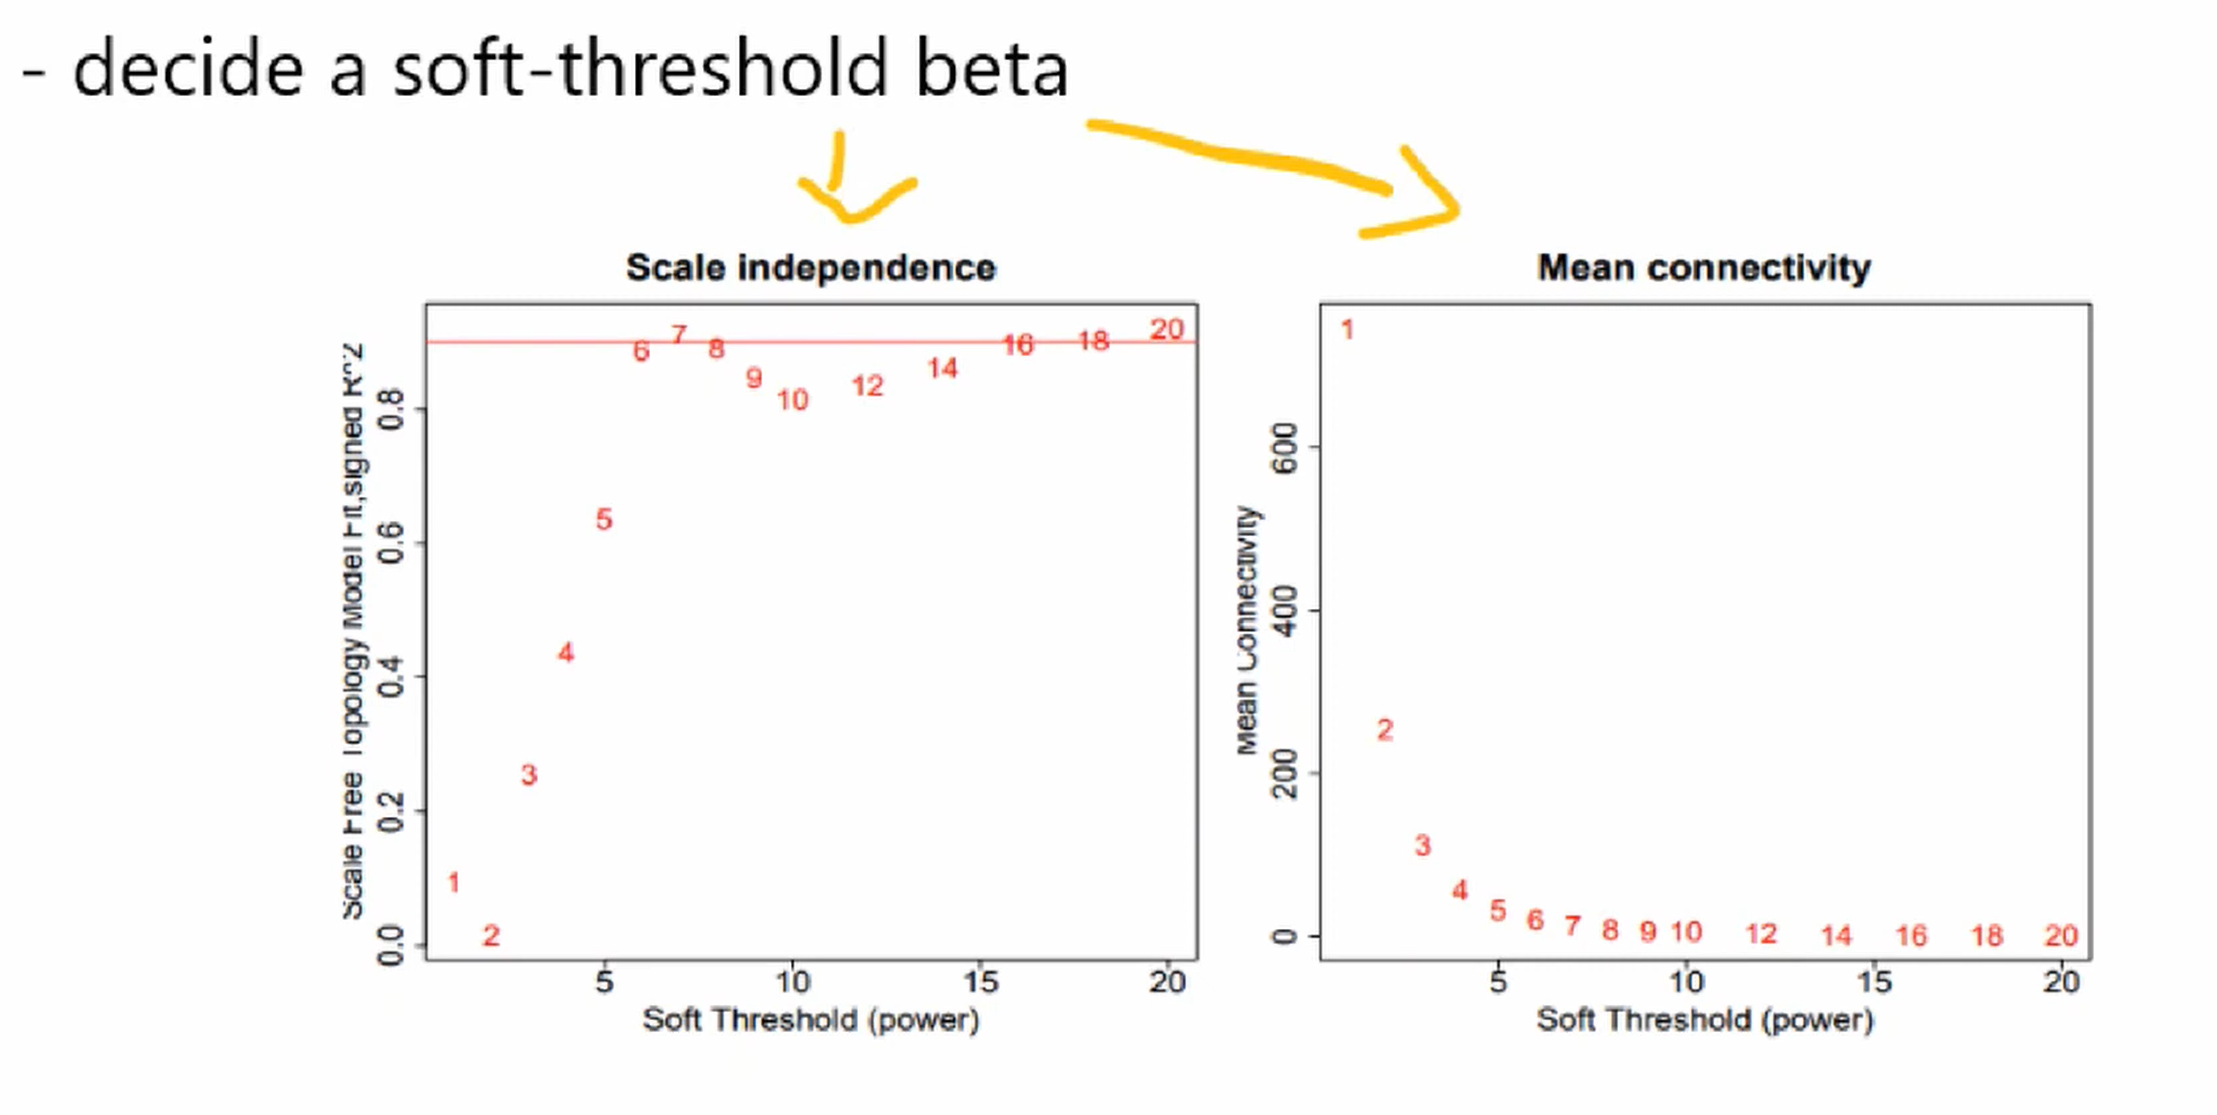 - decide a soft-threshold beta
Scale independence
Scale Free Topology Model Fit,signed R^2
0.0 0.2 0.4 0.6 0.8
1 2 3 4 5 6 7 8 9 10 12 14 16 18 20
5 10 15 20
Soft Threshold (power)
Mean connectivity
Mean Connectivity
0 200 400 600
1 2 3 4 5 6 7 8 9 10 12 14 16 18 20
5 10 15 20
Soft Threshold (power)